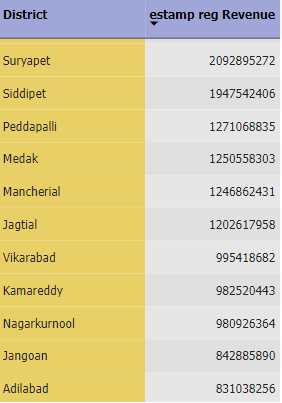 District estamp reg Revenue
Suryapet 2092895272
Siddipet 1947542406
Peddapalli 1271068835
Medak 1250558303
Mancherial 1246862431
Jagtial 1202617958
Vikarabad 995418682
Kamareddy 982520443
Nagarkurnool 980926364
Jangoan 842885890
Adilabad 831038256